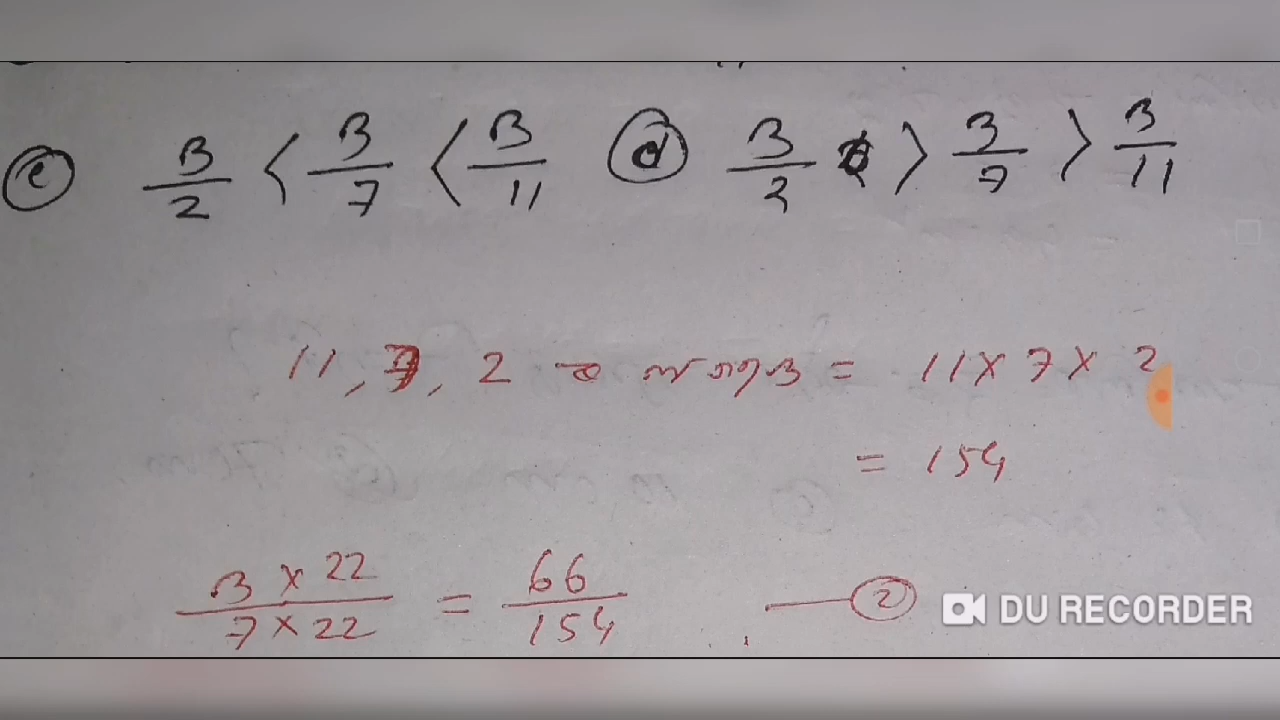 ⓒ 3/2 < 3/7 < 3/11 ⓓ 3/2 > 3/7 > 3/11
11, 7, 2 = 11 × 7 × 2
= 154
3 × 22 / 7 × 22 = 66/154 — ②
DU RECORDER